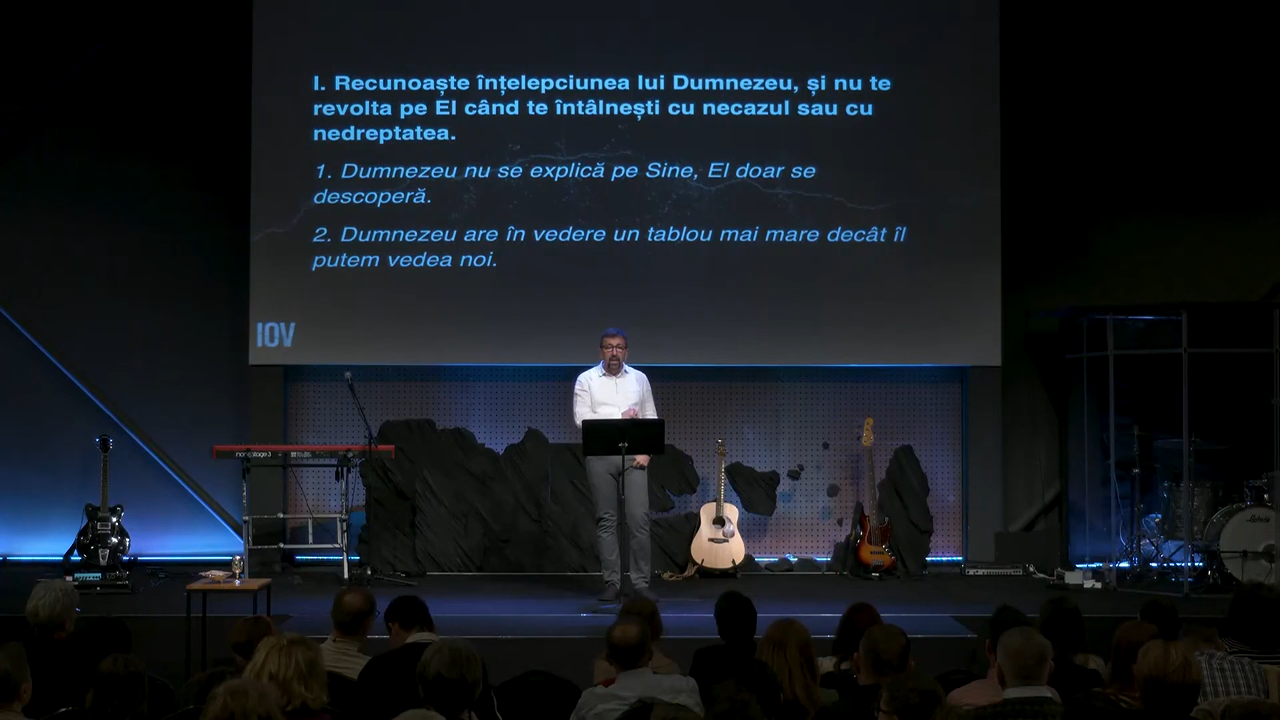 I. Recunoaște înțelepciunea lui Dumnezeu, și nu te
revolta pe El când te întâlnești cu necazul sau cu
nedreptatea.
1. Dumnezeu nu se explică pe Sine, El doar se
descoperă.
2. Dumnezeu are în vedere un tablou mai mare decât îl
putem vedea noi.
IOV